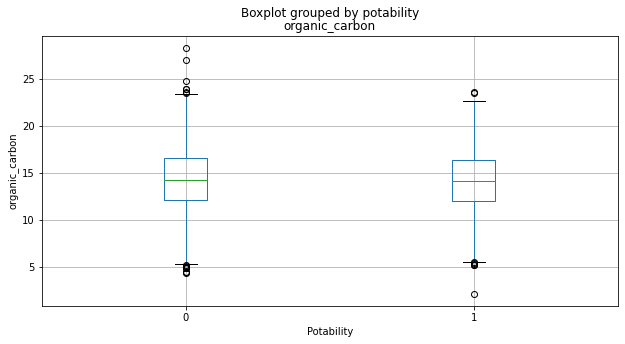 Boxplot grouped by potability
organic_carbon
25
20
15
10
5
organic_carbon
0 1
Potability